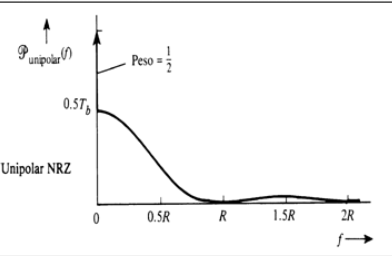 𝒫unipolar(f)
Peso = 1/2
0.5Tb
Unipolar NRZ
0 0.5R R 1.5R 2R
f